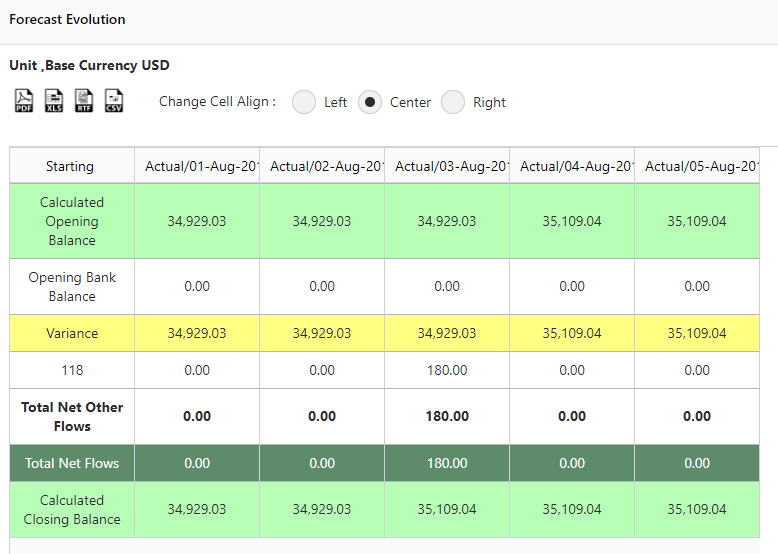 Forecast Evolution
Unit ,Base Currency USD
PDF XLS RTF CSV Change Cell Align : Left Center Right
Starting Actual/01-Aug-201 Actual/02-Aug-201 Actual/03-Aug-201 Actual/04-Aug-201 Actual/05-Aug-201
Calculated
Opening
Balance
34,929.03 34,929.03 34,929.03 35,109.04 35,109.04
Opening Bank
Balance
0.00 0.00 0.00 0.00 0.00
Variance 34,929.03 34,929.03 34,929.03 35,109.04 35,109.04
118 0.00 0.00 180.00 0.00 0.00
Total Net Other
Flows
0.00 0.00 180.00 0.00 0.00
Total Net Flows 0.00 0.00 180.00 0.00 0.00
Calculated
Closing Balance
34,929.03 34,929.03 35,109.04 35,109.04 35,109.04